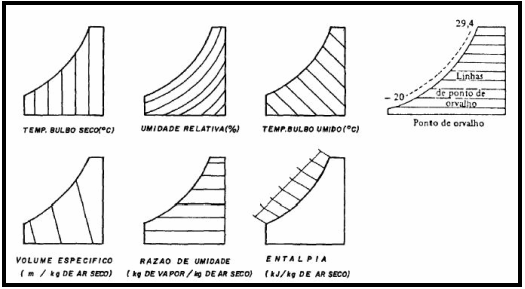 TEMP. BULBO SECO(ºC)
UMIDADE RELATIVA(%)
TEMP. BULBO UMIDO(ºC)
29,4
- 20
Linhas
de ponto de
orvalho
Ponto de orvalho
VOLUME ESPECIFICO
( m / kg DE AR SECO)
RAZAO DE UMIDADE
( kg DE VAPOR / kg DE AR SECO)
ENTALPIA
( kJ/kg DE AR SECO)